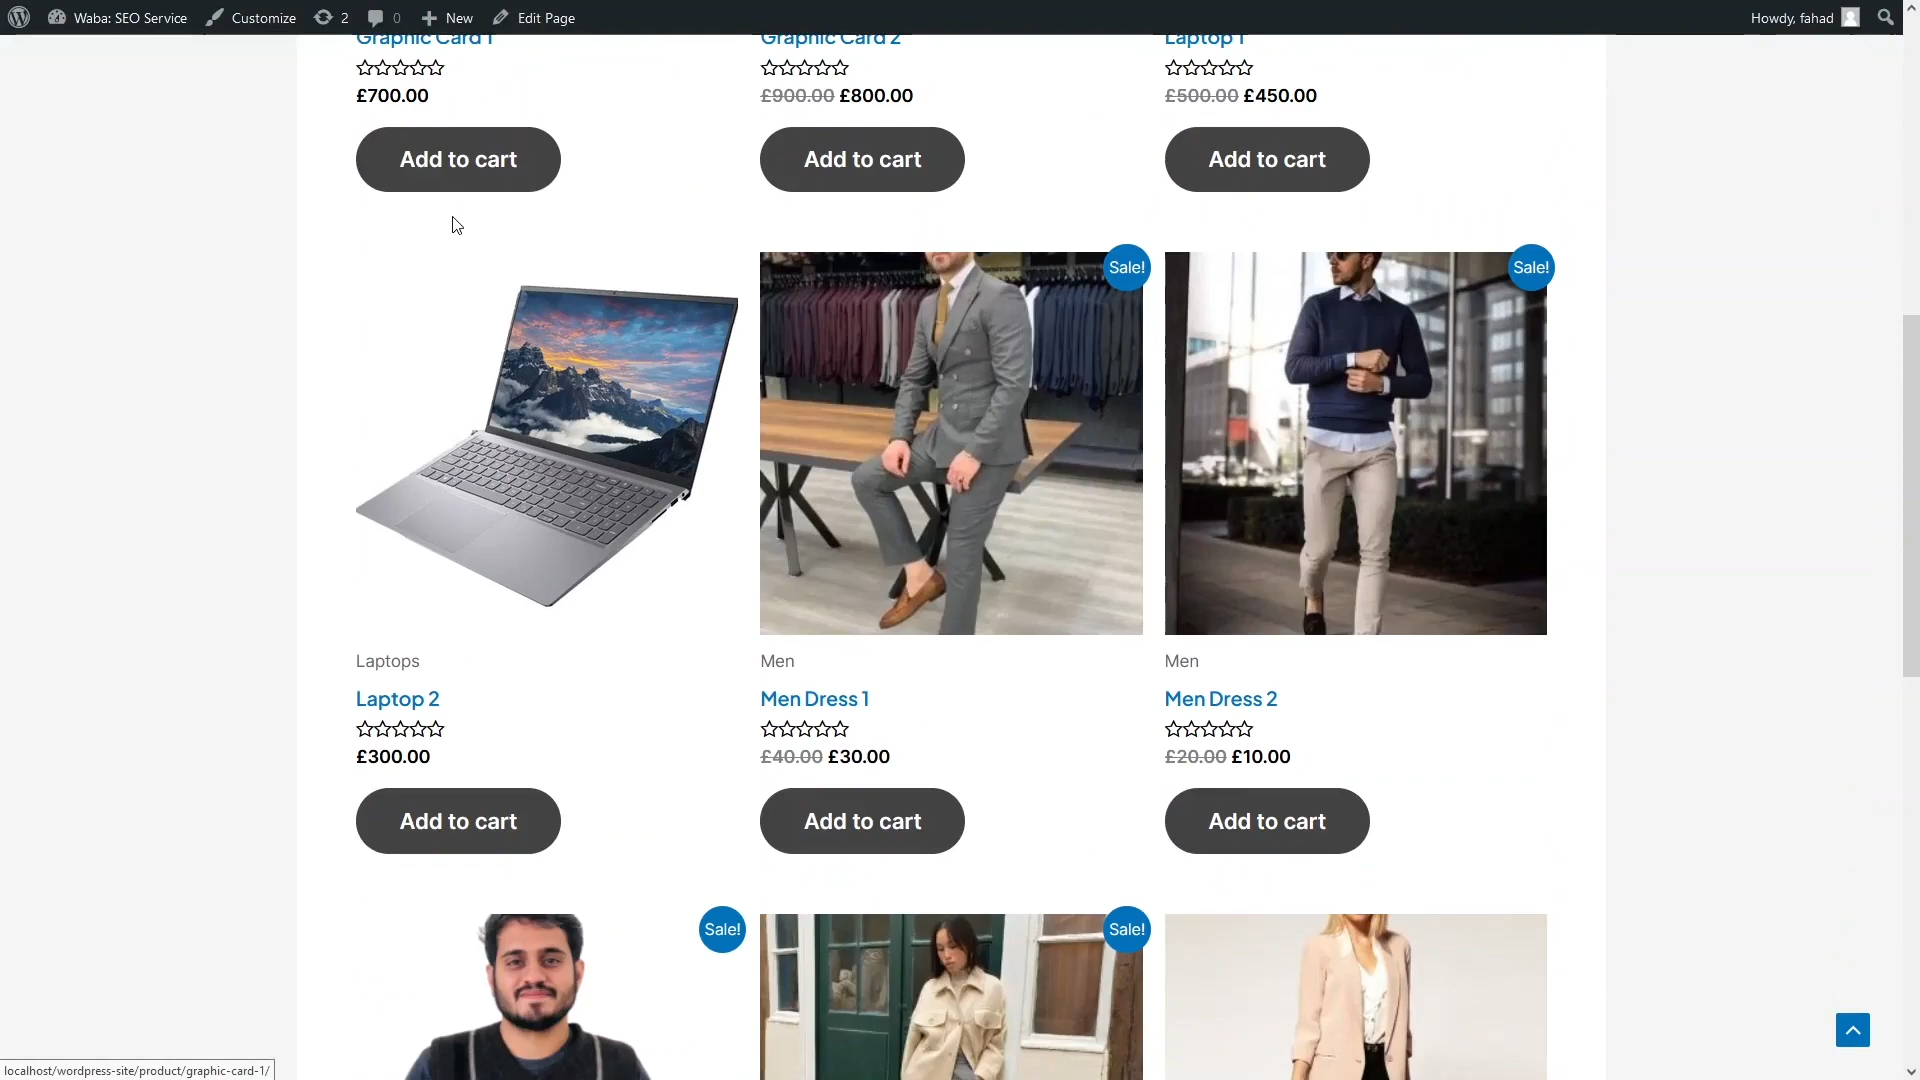 Waba: SEO Service
Customize
2
0
New
Edit Page
Howdy, fahad
Graphic Card 1
Graphic Card 2
Laptop 1
£700.00
£900.00 £800.00
£500.00 £450.00
Add to cart
Add to cart
Add to cart
Sale!
Sale!
Laptops
Men
Men
Laptop 2
Men Dress 1
Men Dress 2
£300.00
£40.00 £30.00
£20.00 £10.00
Add to cart
Add to cart
Add to cart
Sale!
Sale!
localhost/wordpress-site/product/graphic-card-1/